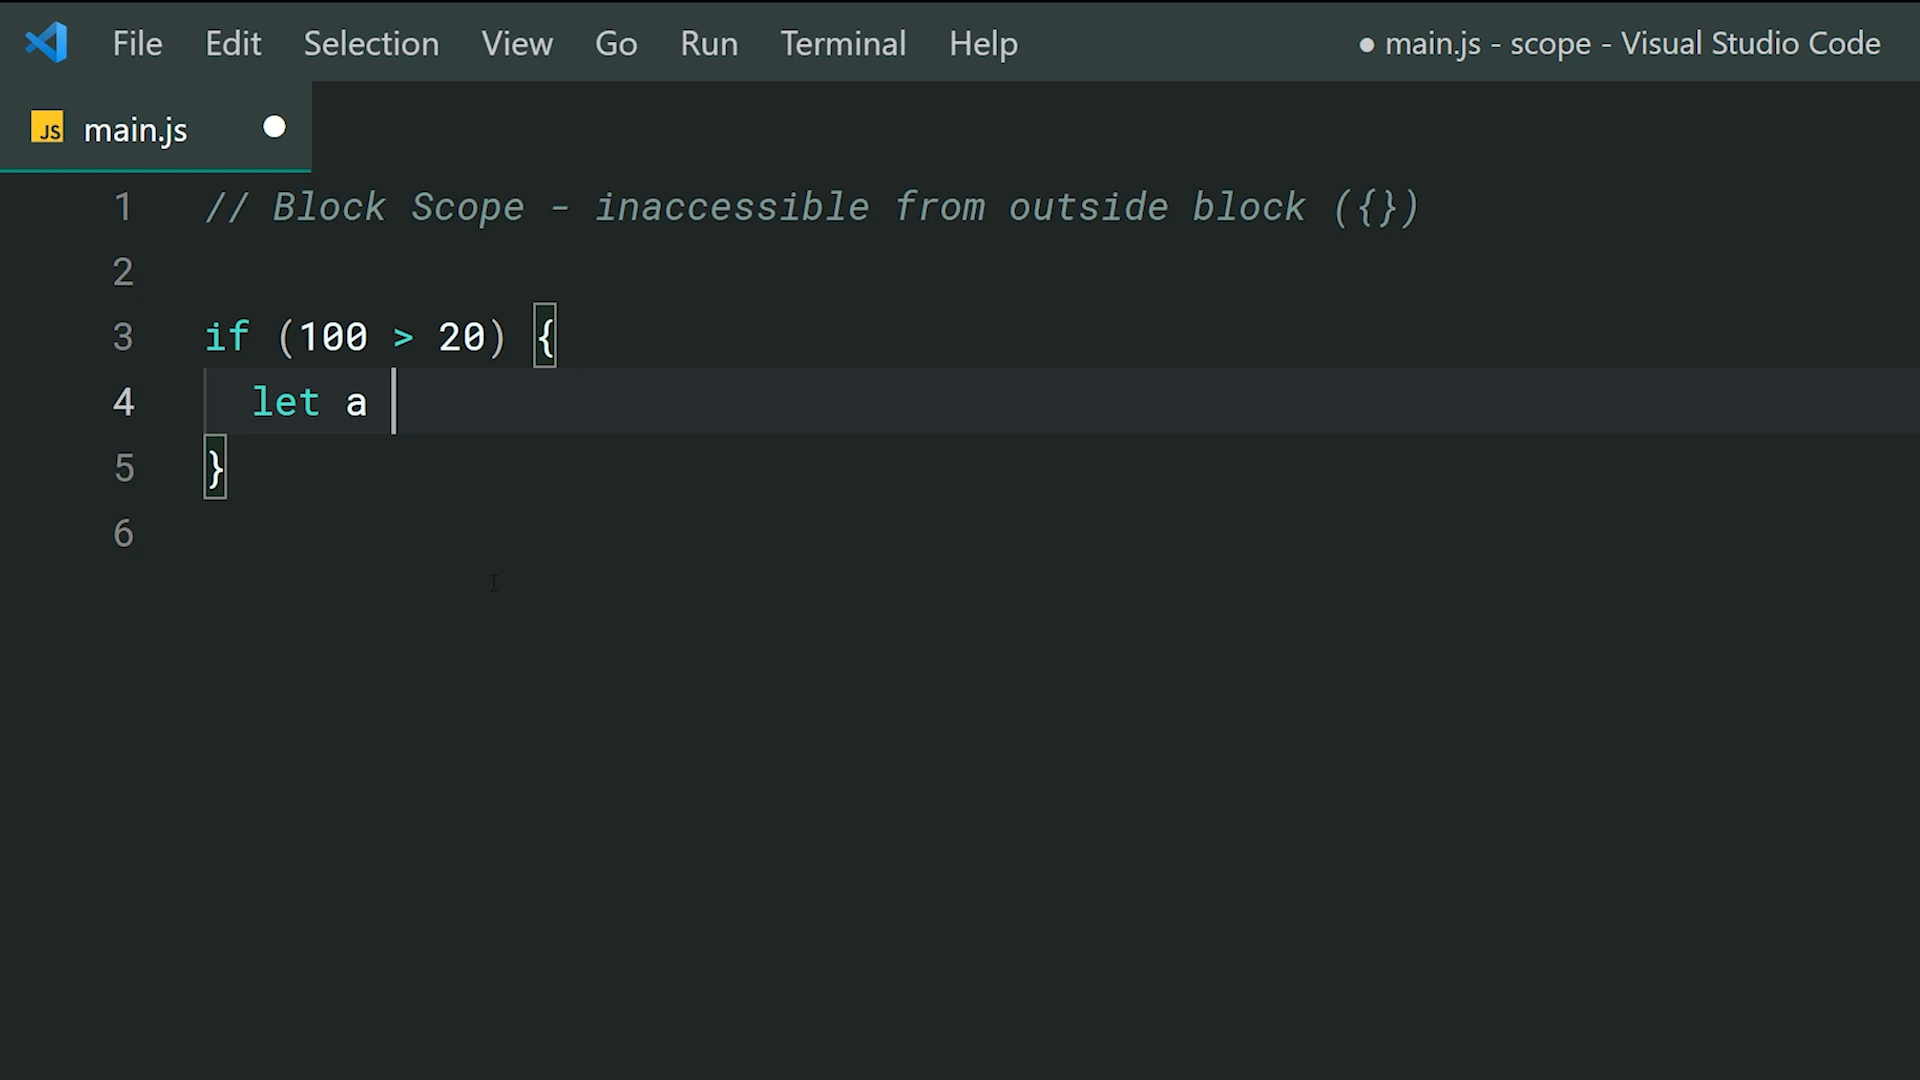 File Edit Selection View Go Run Terminal Help ● main.js - scope - Visual Studio Code
JS main.js
1 // Block Scope - inaccessible from outside block ({})
2
3 if (100 > 20) {
4   let a
5 }
6